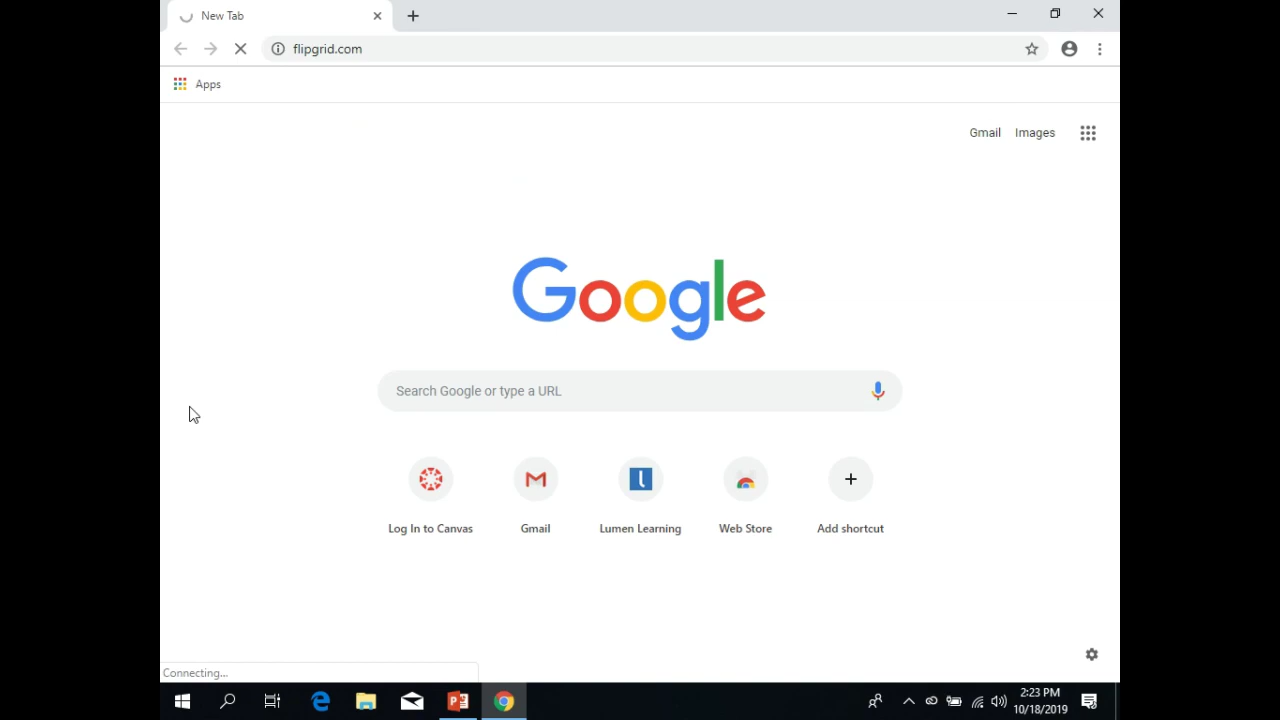 New Tab
flipgrid.com
Apps
Gmail Images
Google
Search Google or type a URL
Log In to Canvas Gmail Lumen Learning Web Store Add shortcut
Connecting...
2:23 PM
10/18/2019